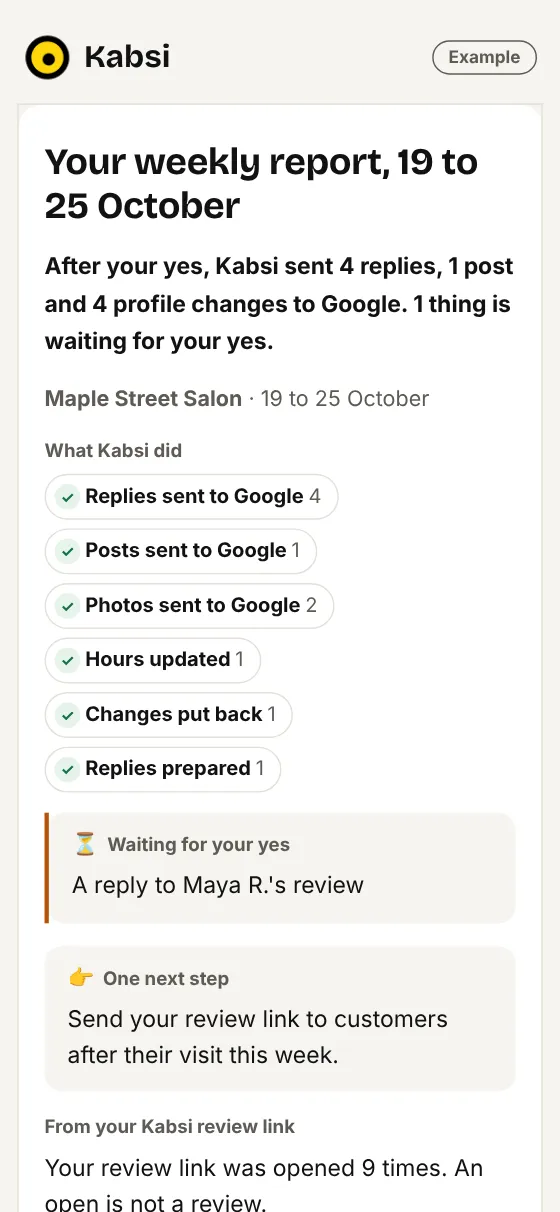 Kabsi
Example
Your weekly report, 19 to
25 October
After your yes, Kabsi sent 4 replies, 1 post
and 4 profile changes to Google. 1 thing is
waiting for your yes.
Maple Street Salon · 19 to 25 October
What Kabsi did
Replies sent to Google 4
Posts sent to Google 1
Photos sent to Google 2
Hours updated 1
Changes put back 1
Replies prepared 1
Waiting for your yes
A reply to Maya R.'s review
One next step
Send your review link to customers
after their visit this week.
From your Kabsi review link
Your review link was opened 9 times. An
open is not a review.